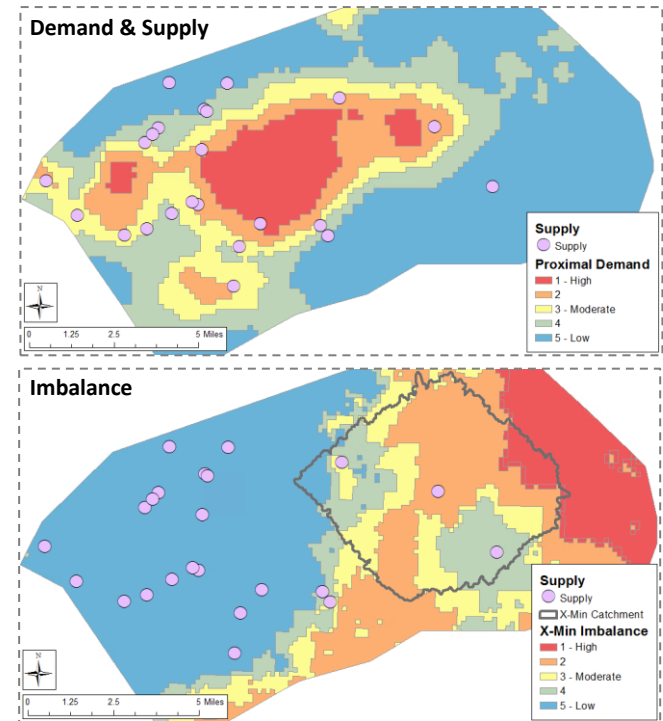 Demand & Supply
Supply
Supply
Proximal Demand
1 - High
2
3 - Moderate
4
5 - Low
N
0 1.25 2.5 5 Miles
Imbalance
Supply
Supply
X-Min Catchment
X-Min Imbalance
1 - High
2
3 - Moderate
4
5 - Low
N
0 1.25 2.5 5 Miles